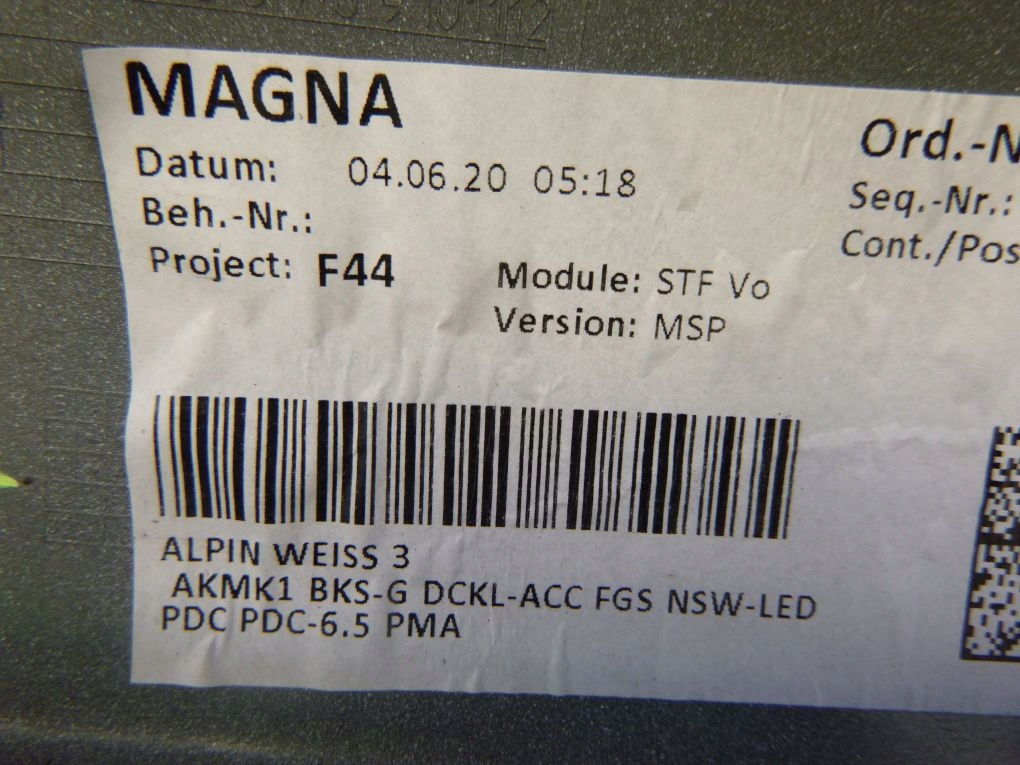 MAGNA
Datum: 04.06.20 05:18
Beh.-Nr.:
Project: F44
Module: STF Vo
Version: MSP
Ord.-N
Seq.-Nr.:
Cont./Pos
ALPIN WEISS 3
AKMK1 BKS-G DCKL-ACC FGS NSW-LED
PDC PDC-6.5 PMA